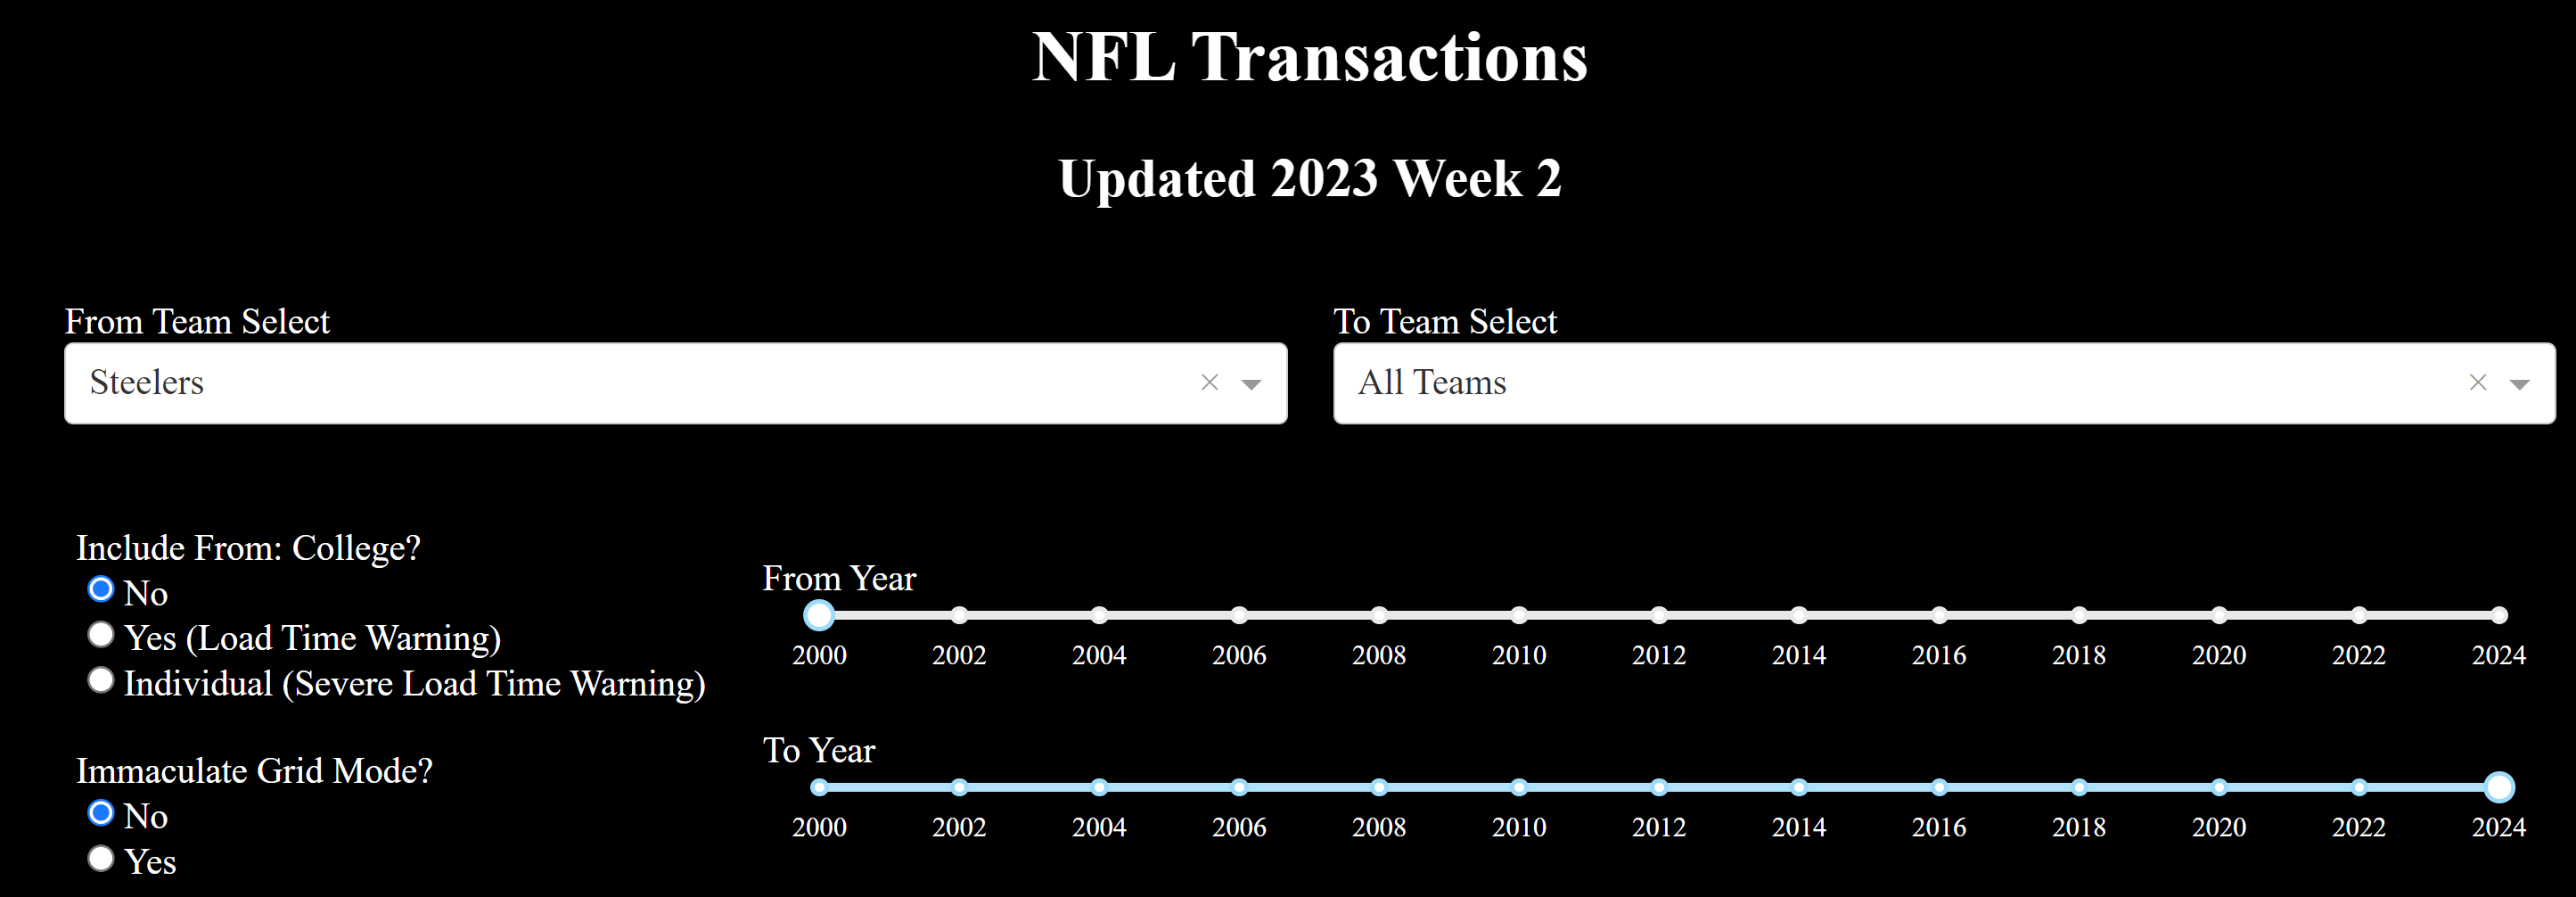 NFL Transactions
Updated 2023 Week 2
From Team Select
Steelers
To Team Select
All Teams
Include From: College?
No
Yes (Load Time Warning)
Individual (Severe Load Time Warning)
Immaculate Grid Mode?
No
Yes
From Year
2000 2002 2004 2006 2008 2010 2012 2014 2016 2018 2020 2022 2024
To Year
2000 2002 2004 2006 2008 2010 2012 2014 2016 2018 2020 2022 2024